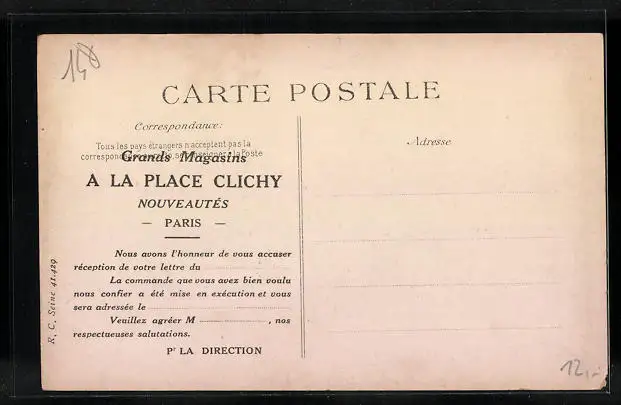 CARTE POSTALE
Correspondance:
Tous les pays étrangers n'acceptent pas la
Grands Magasins
A LA PLACE CLICHY
NOUVEAUTÉS
— PARIS —
Nous avons l'honneur de vous accuser
réception de votre lettre du
La commande que vous avez bien voulu
nous confier a été mise en exécution et vous
sera adressée le
Veuillez agréer M , nos
respectueuses salutations.
Pr LA DIRECTION
Adresse
R. C. Seine 41.429
12,-